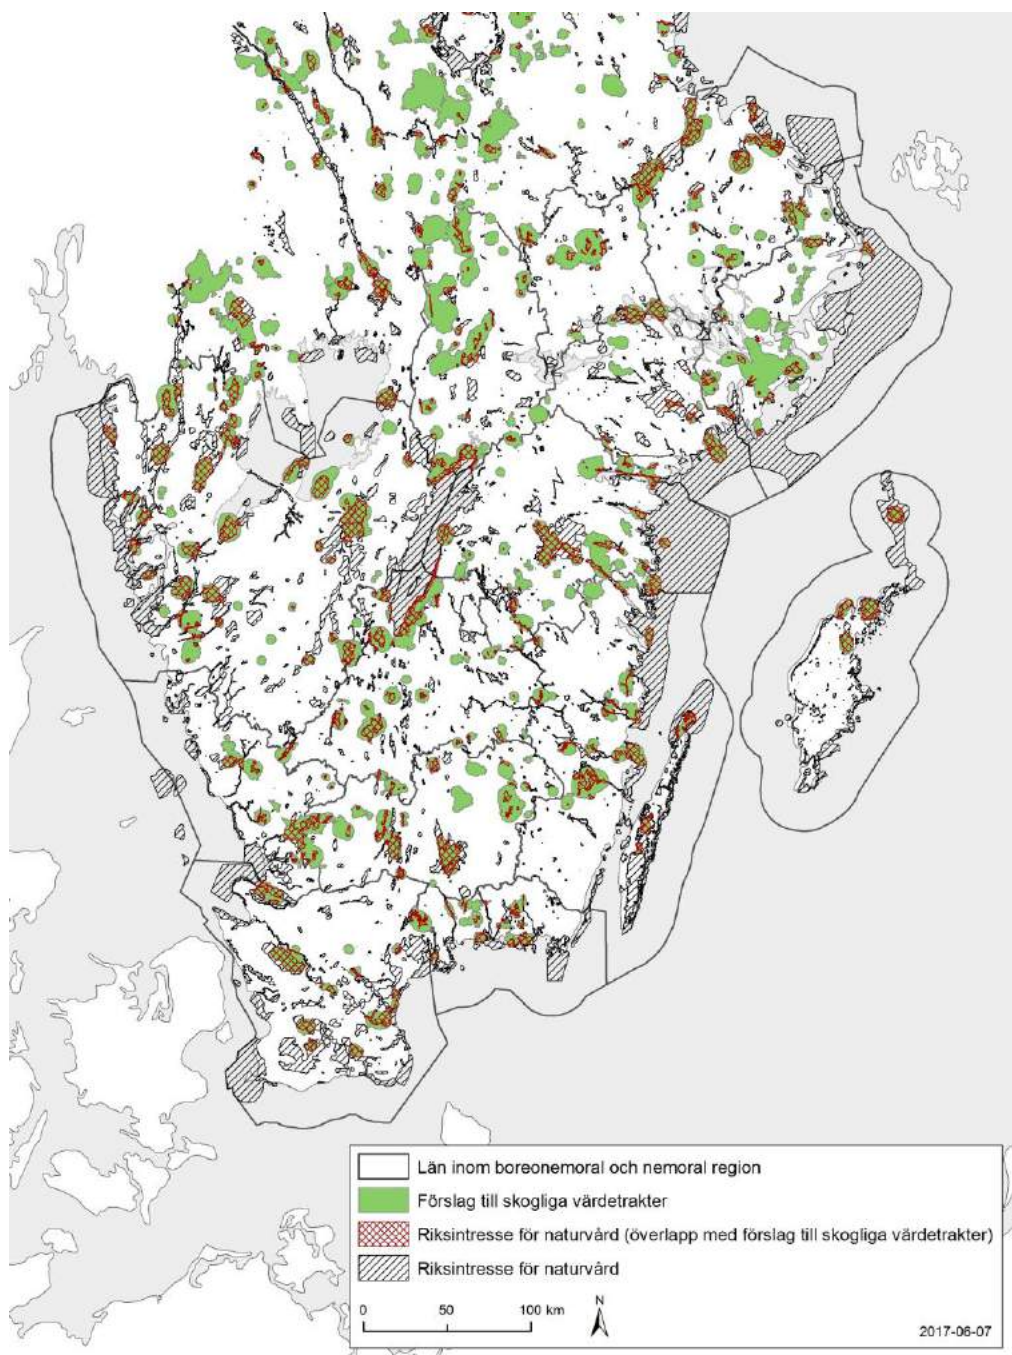 Län inom boreonemoral och nemoral region
Förslag till skogliga värdetrakter
Riksintresse för naturvård (överlapp med förslag till skogliga värdetrakter)
Riksintresse för naturvård
0 50 100 km
N
2017-06-07